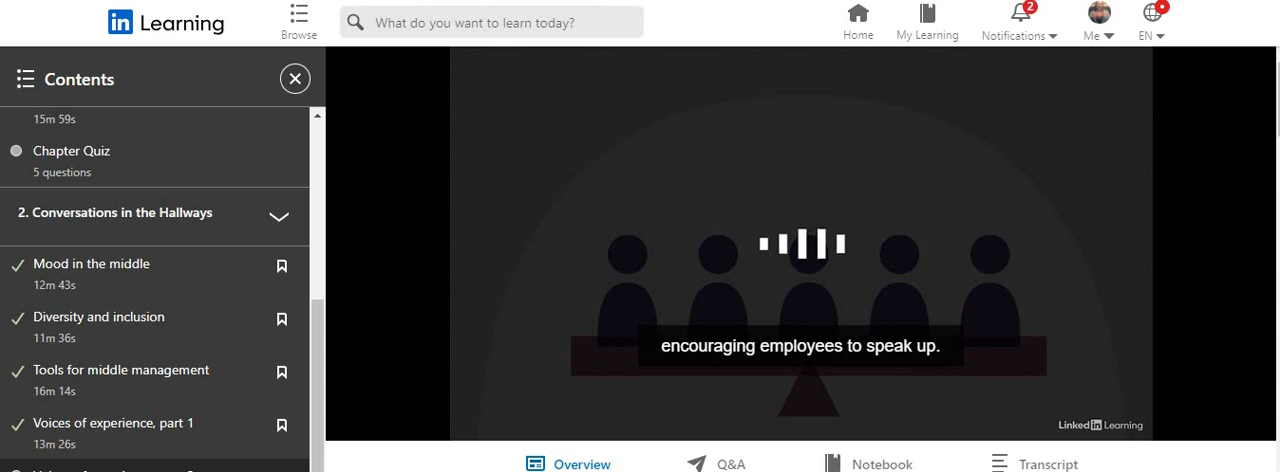 in Learning
Browse
What do you want to learn today?
Home
My Learning
2
Notifications
Me
EN
Contents
15m 59s
Chapter Quiz
5 questions
2. Conversations in the Hallways
Mood in the middle
12m 43s
Diversity and inclusion
11m 36s
Tools for middle management
16m 14s
Voices of experience, part 1
13m 26s
encouraging employees to speak up.
Linked in Learning
Overview
Q&A
Notebook
Transcript